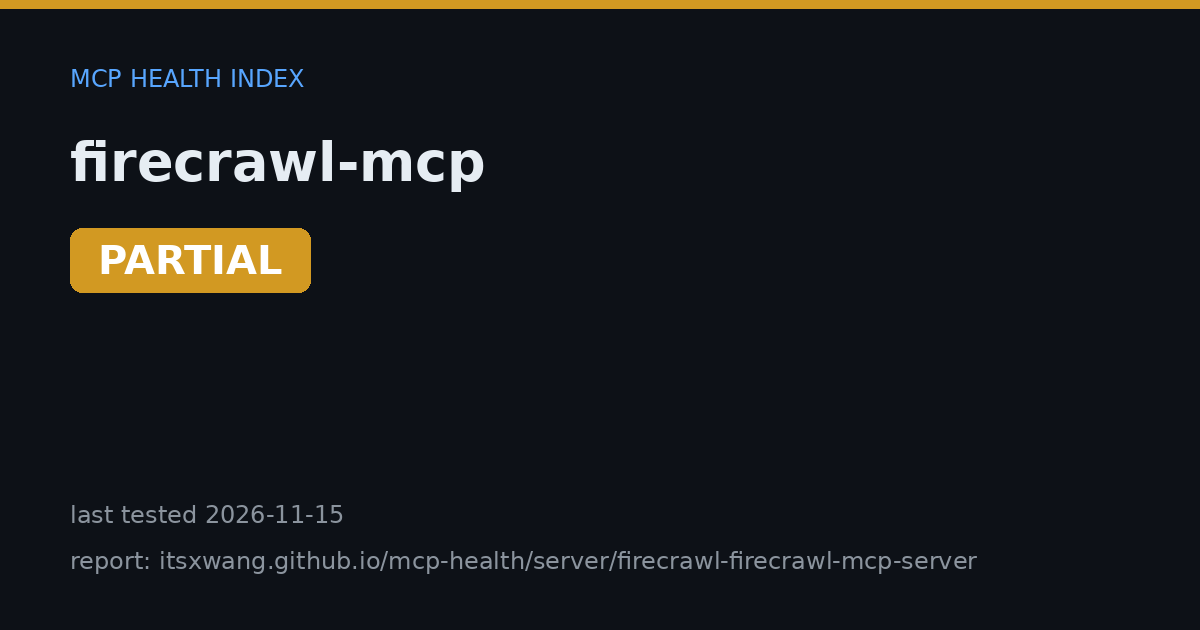 MCP HEALTH INDEX
firecrawl-mcp
PARTIAL
last tested 2026-11-15
report: itsxwang.github.io/mcp-health/server/firecrawl-firecrawl-mcp-server